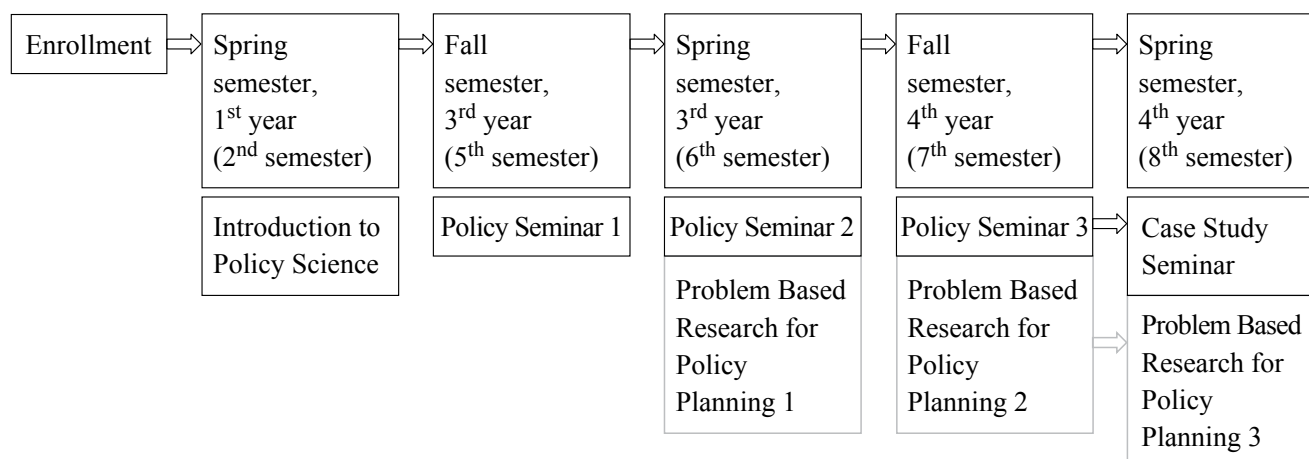 Enrollment
Spring
semester,
1st year
(2nd semester)
Fall
semester,
3rd year
(5th semester)
Spring
semester,
3rd year
(6th semester)
Fall
semester,
4th year
(7th semester)
Spring
semester,
4th year
(8th semester)
Introduction to
Policy Science
Policy Seminar 1
Policy Seminar 2
Policy Seminar 3
Case Study
Seminar
Problem Based
Research for
Policy
Planning 1
Problem Based
Research for
Policy
Planning 2
Problem Based
Research for
Policy
Planning 3